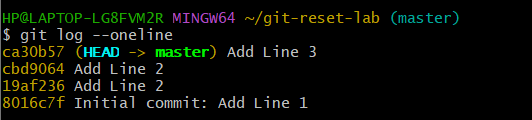 HP@LAPTOP-LG8FVM2R MINGW64 ~/git-reset-lab (master)
$ git log --oneline
ca30b57 (HEAD -> master) Add Line 3
cbd9064 Add Line 2
19af236 Add Line 2
8016c7f Initial commit: Add Line 1